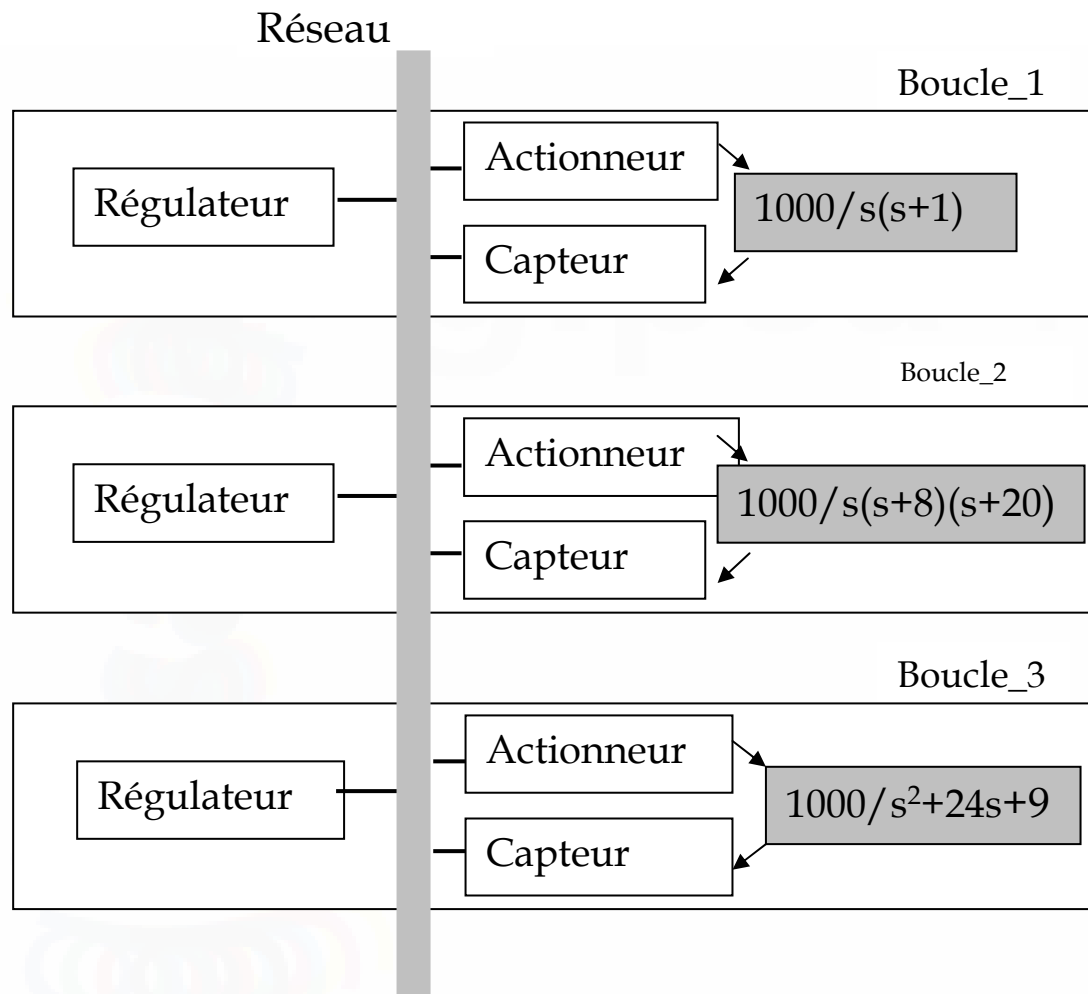 Réseau
Boucle_1
Actionneur
Régulateur
1000/s(s+1)
Capteur
Boucle_2
Actionneur
Régulateur
1000/s(s+8)(s+20)
Capteur
Boucle_3
Actionneur
Régulateur
1000/s²+24s+9
Capteur